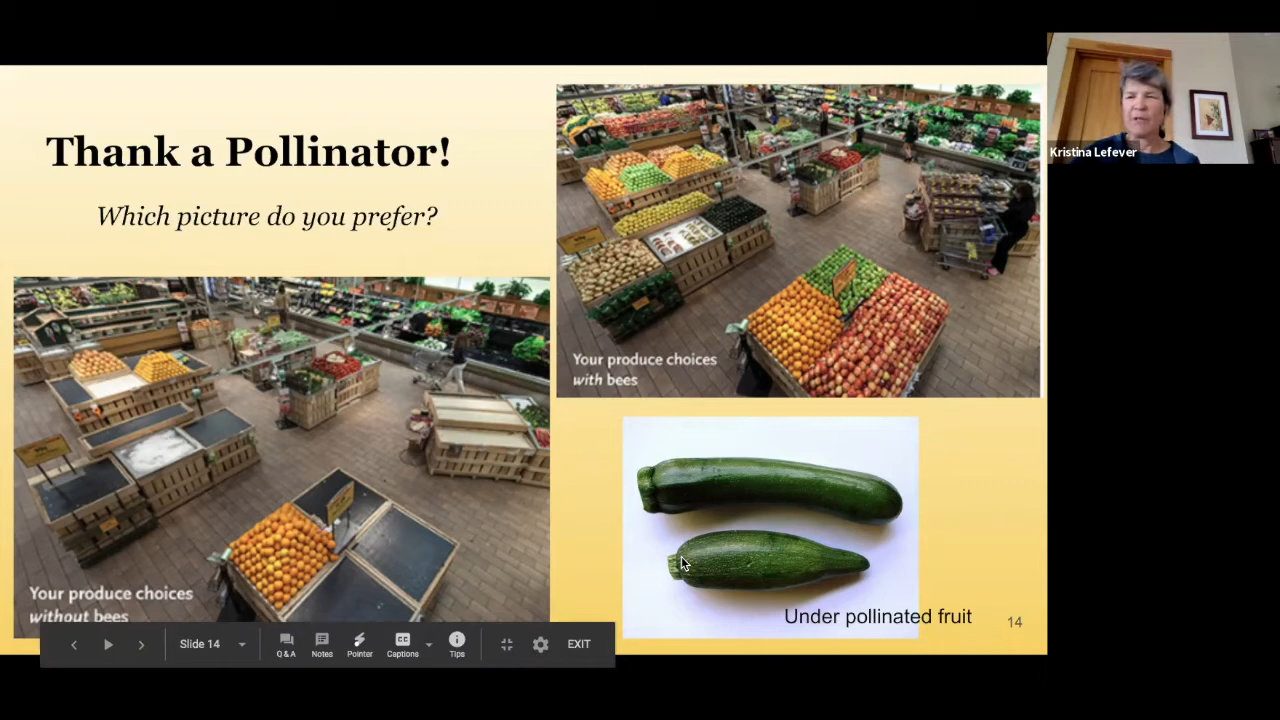 Thank a Pollinator!
Which picture do you prefer?
Your produce choices
with bees
Your produce choices
without bees
Under pollinated fruit
14
Kristina Lefever
Slide 14
Q & A
Notes
Pointer
Captions
Tips
EXIT